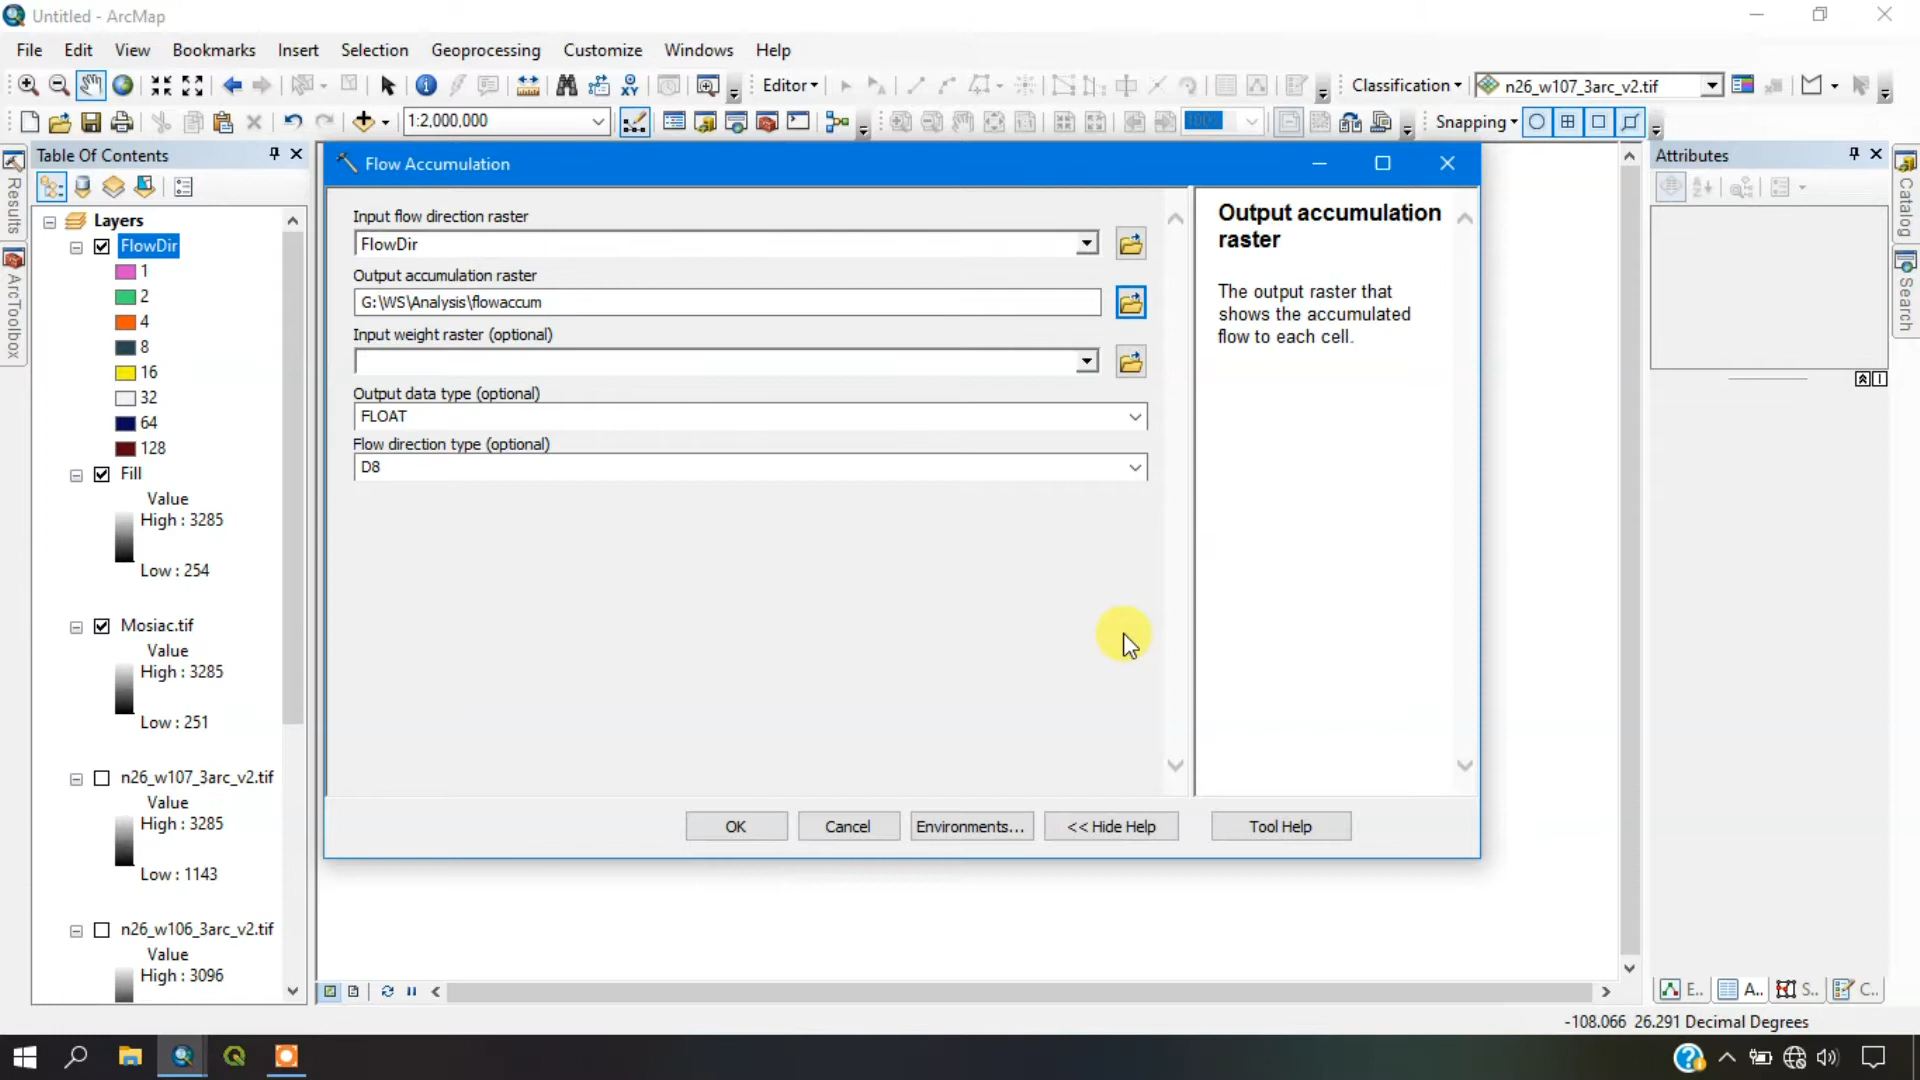 Untitled - ArcMap
File Edit View Bookmarks Insert Selection Geoprocessing Customize Windows Help
Editor Classification n26_w107_3arc_v2.tif
1:2,000,000 100% Snapping
Table Of Contents
Results
ArcToolbox
Layers
FlowDir
1
2
4
8
16
32
64
128
Fill
Value
High : 3285
Low : 254
Mosiac.tif
Value
High : 3285
Low : 251
n26_w107_3arc_v2.tif
Value
High : 3285
Low : 1143
n26_w106_3arc_v2.tif
Value
High : 3096
Flow Accumulation
Input flow direction raster
FlowDir
Output accumulation raster
G:\WS\Analysis\flowaccum
Input weight raster (optional)
Output data type (optional)
FLOAT
Flow direction type (optional)
D8
OK Cancel Environments... << Hide Help Tool Help
Output accumulation
raster
The output raster that
shows the accumulated
flow to each cell.
Attributes
Catalog
Search
E.. A.. S.. C..
-108.066 26.291 Decimal Degrees